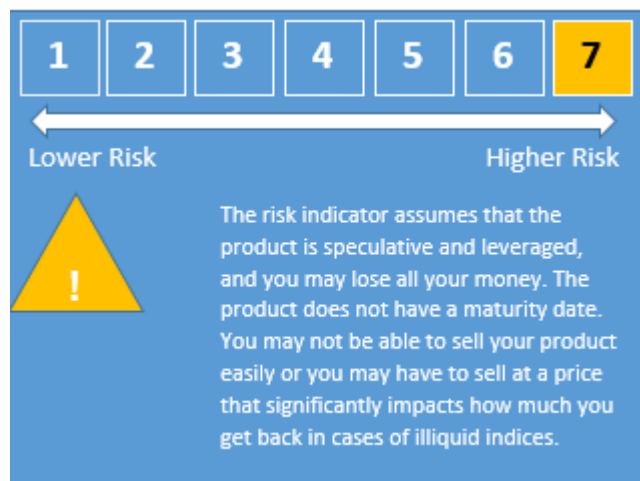 1 2 3 4 5 6 7
Lower Risk Higher Risk
!
The risk indicator assumes that the
product is speculative and leveraged,
and you may lose all your money. The
product does not have a maturity date.
You may not be able to sell your product
easily or you may have to sell at a price
that significantly impacts how much you
get back in cases of illiquid indices.